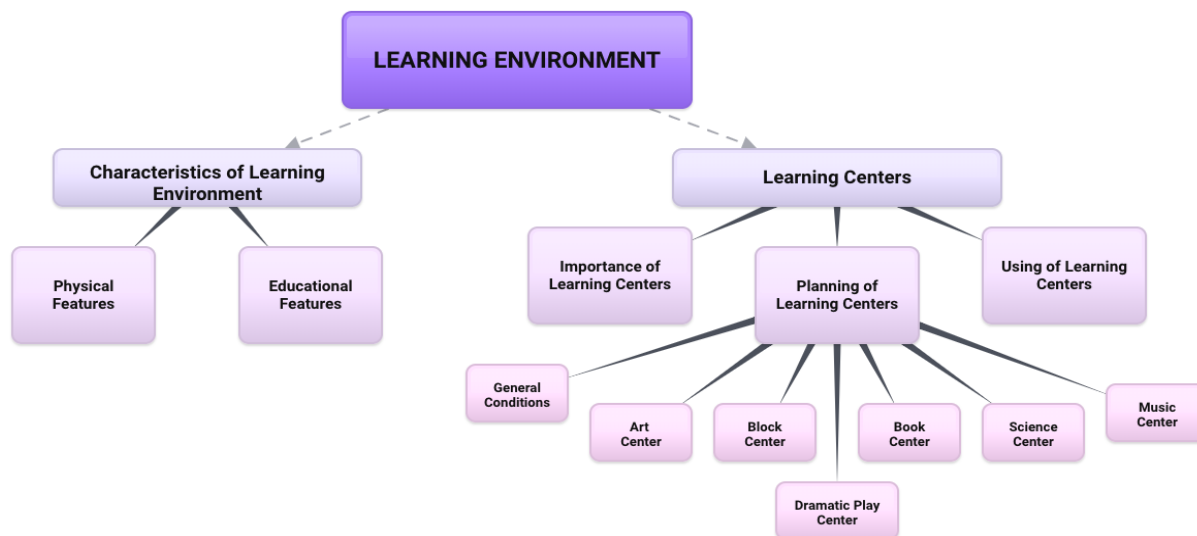 LEARNING ENVIRONMENT
Characteristics of Learning
Environment
Learning Centers
Physical
Features
Educational
Features
Importance of
Learning Centers
Planning of
Learning Centers
Using of Learning
Centers
General
Conditions
Art
Center
Block
Center
Dramatic Play
Center
Book
Center
Science
Center
Music
Center